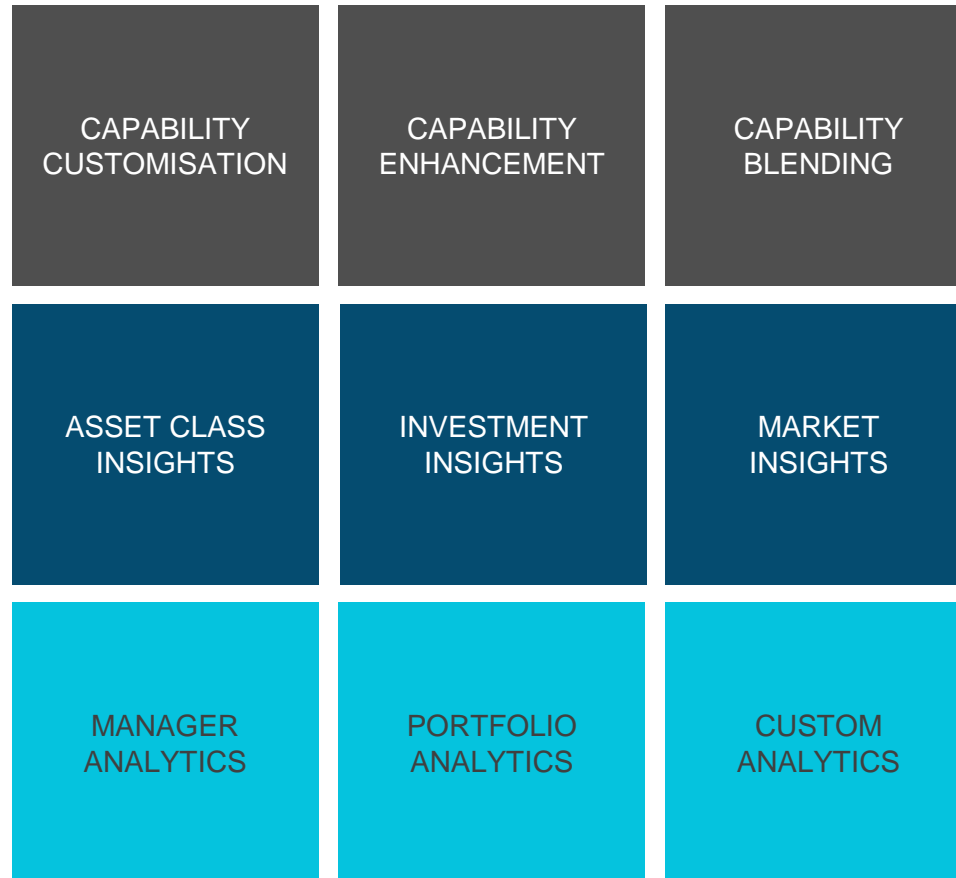 CAPABILITY
CUSTOMISATION
CAPABILITY
ENHANCEMENT
CAPABILITY
BLENDING
ASSET CLASS
INSIGHTS
INVESTMENT
INSIGHTS
MARKET
INSIGHTS
MANAGER
ANALYTICS
PORTFOLIO
ANALYTICS
CUSTOM
ANALYTICS